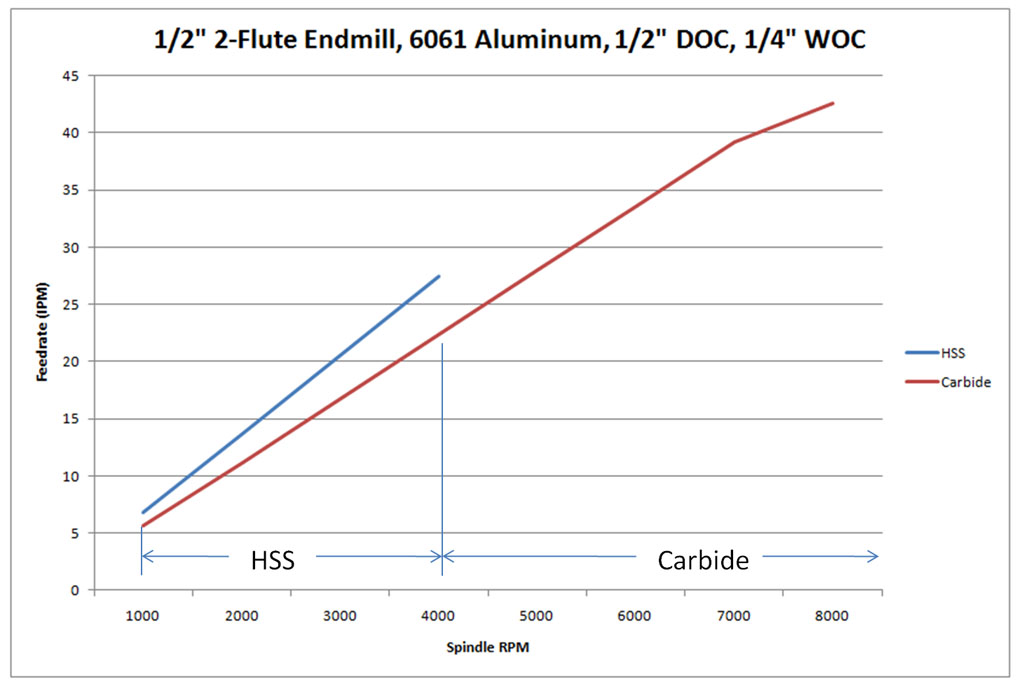 1/2" 2-Flute Endmill, 6061 Aluminum, 1/2" DOC, 1/4" WOC
45
40
35
30
25
20
15
10
5
0
Feedrate (IPM)
HSS
Carbide
HSS
Carbide
1000 2000 3000 4000 5000 6000 7000 8000
Spindle RPM